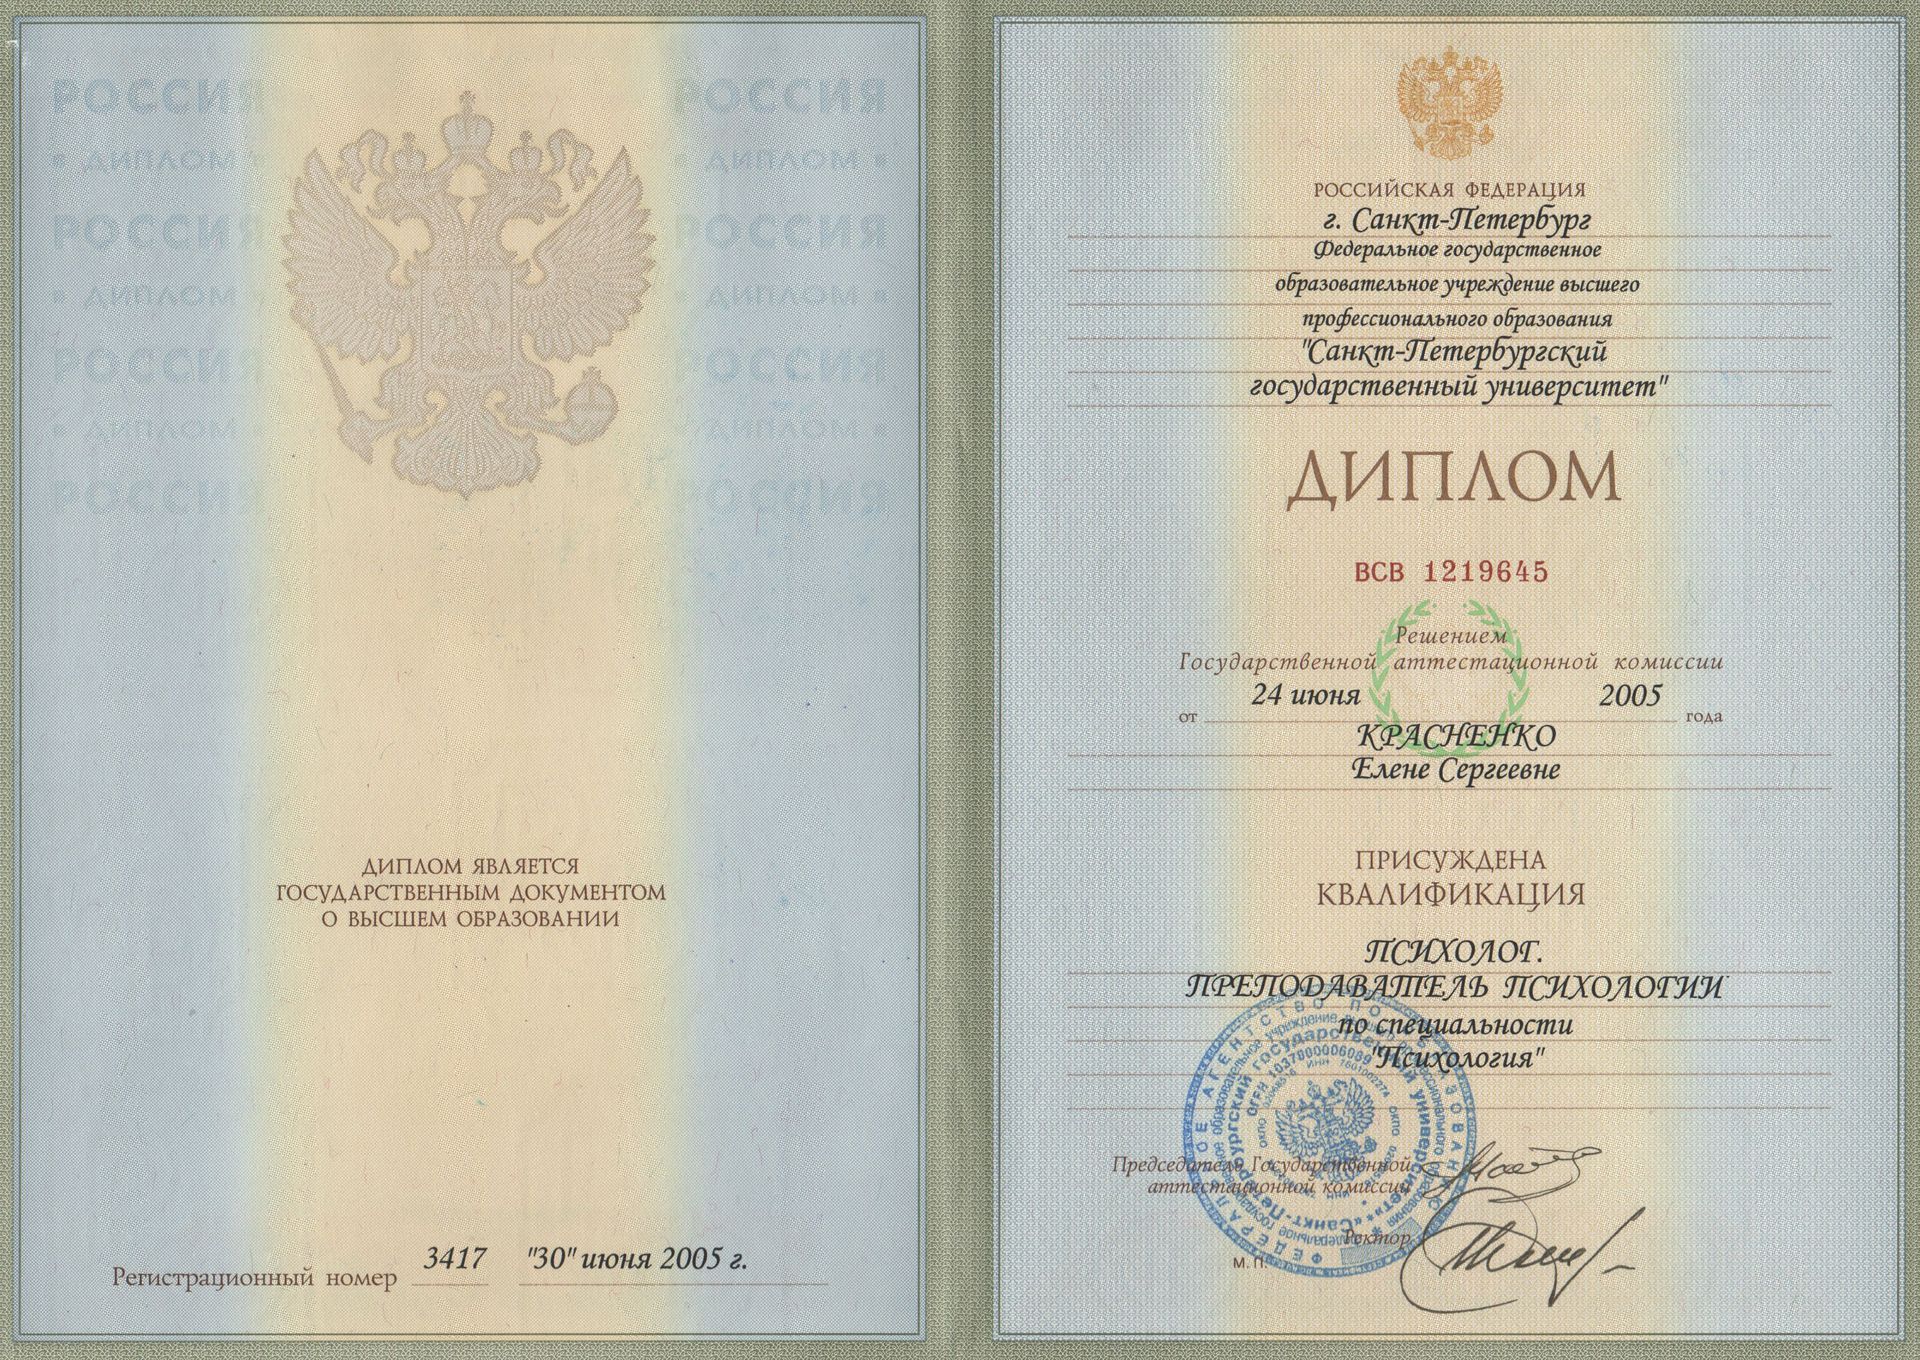 РОССИЯ РОССИЯ
ДИПЛОМ ДИПЛОМ
РОССИЯ РОССИЯ
ДИПЛОМ ДИПЛОМ
РОССИЯ РОССИЯ
ДИПЛОМ ДИПЛОМ
РОССИЯ РОССИЯ
ДИПЛОМ ЯВЛЯЕТСЯ
ГОСУДАРСТВЕННЫМ ДОКУМЕНТОМ
О ВЫСШЕМ ОБРАЗОВАНИИ
Регистрационный номер 3417 "30" июня 2005 г.
РОССИЙСКАЯ ФЕДЕРАЦИЯ
г. Санкт-Петербург
Федеральное государственное
образовательное учреждение высшего
профессионального образования
"Санкт-Петербургский
государственный университет"
ДИПЛОМ
ВСВ 1219645
Решением
Государственной аттестационной комиссии
от 24 июня 2005 года
КРАСНЕНКО
Елене Сергеевне
ПРИСУЖДЕНА
КВАЛИФИКАЦИЯ
ПСИХОЛОГ.
ПРЕПОДАВАТЕЛЬ ПСИХОЛОГИИ
по специальности
"Психология"
Председатель Государственной
аттестационной комиссии
Ректор
М. П.